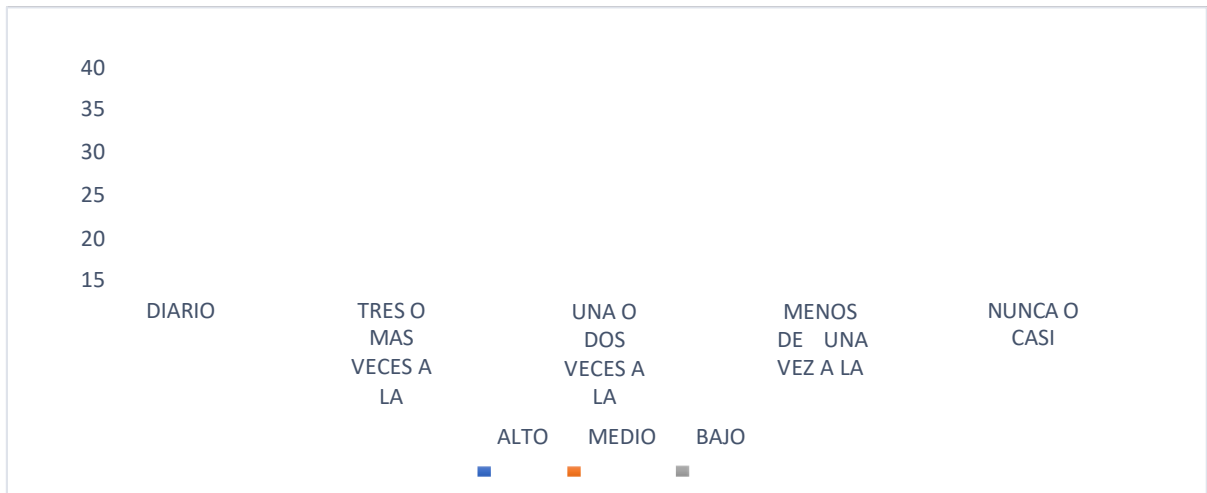 40
35
30
25
20
15
DIARIO
TRES O
MAS
VECES A
LA
UNA O
DOS
VECES A
LA
MENOS
DE UNA
VEZ A LA
NUNCA O
CASI
ALTO MEDIO BAJO